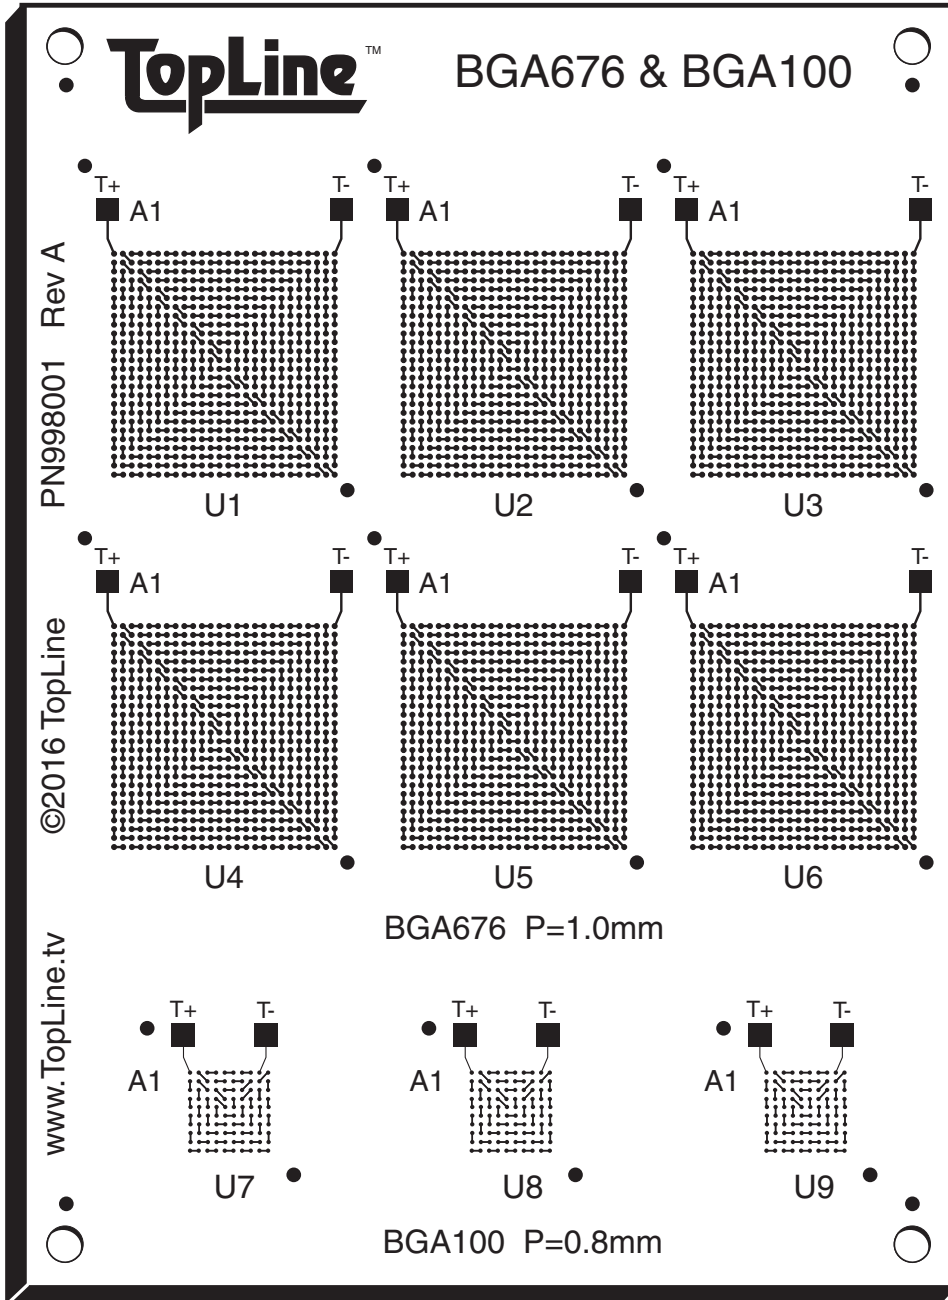 TopLine™
BGA676 & BGA100
T+ T- T+ T- T+ T-
A1 A1 A1
U1 U2 U3
PN998001 Rev A
T+ T- T+ T- T+ T-
A1 A1 A1
U4 U5 U6
©2016 TopLine
BGA676 P=1.0mm
T+ T- T+ T- T+ T-
A1 A1 A1
U7 U8 U9
www.TopLine.tv
BGA100 P=0.8mm